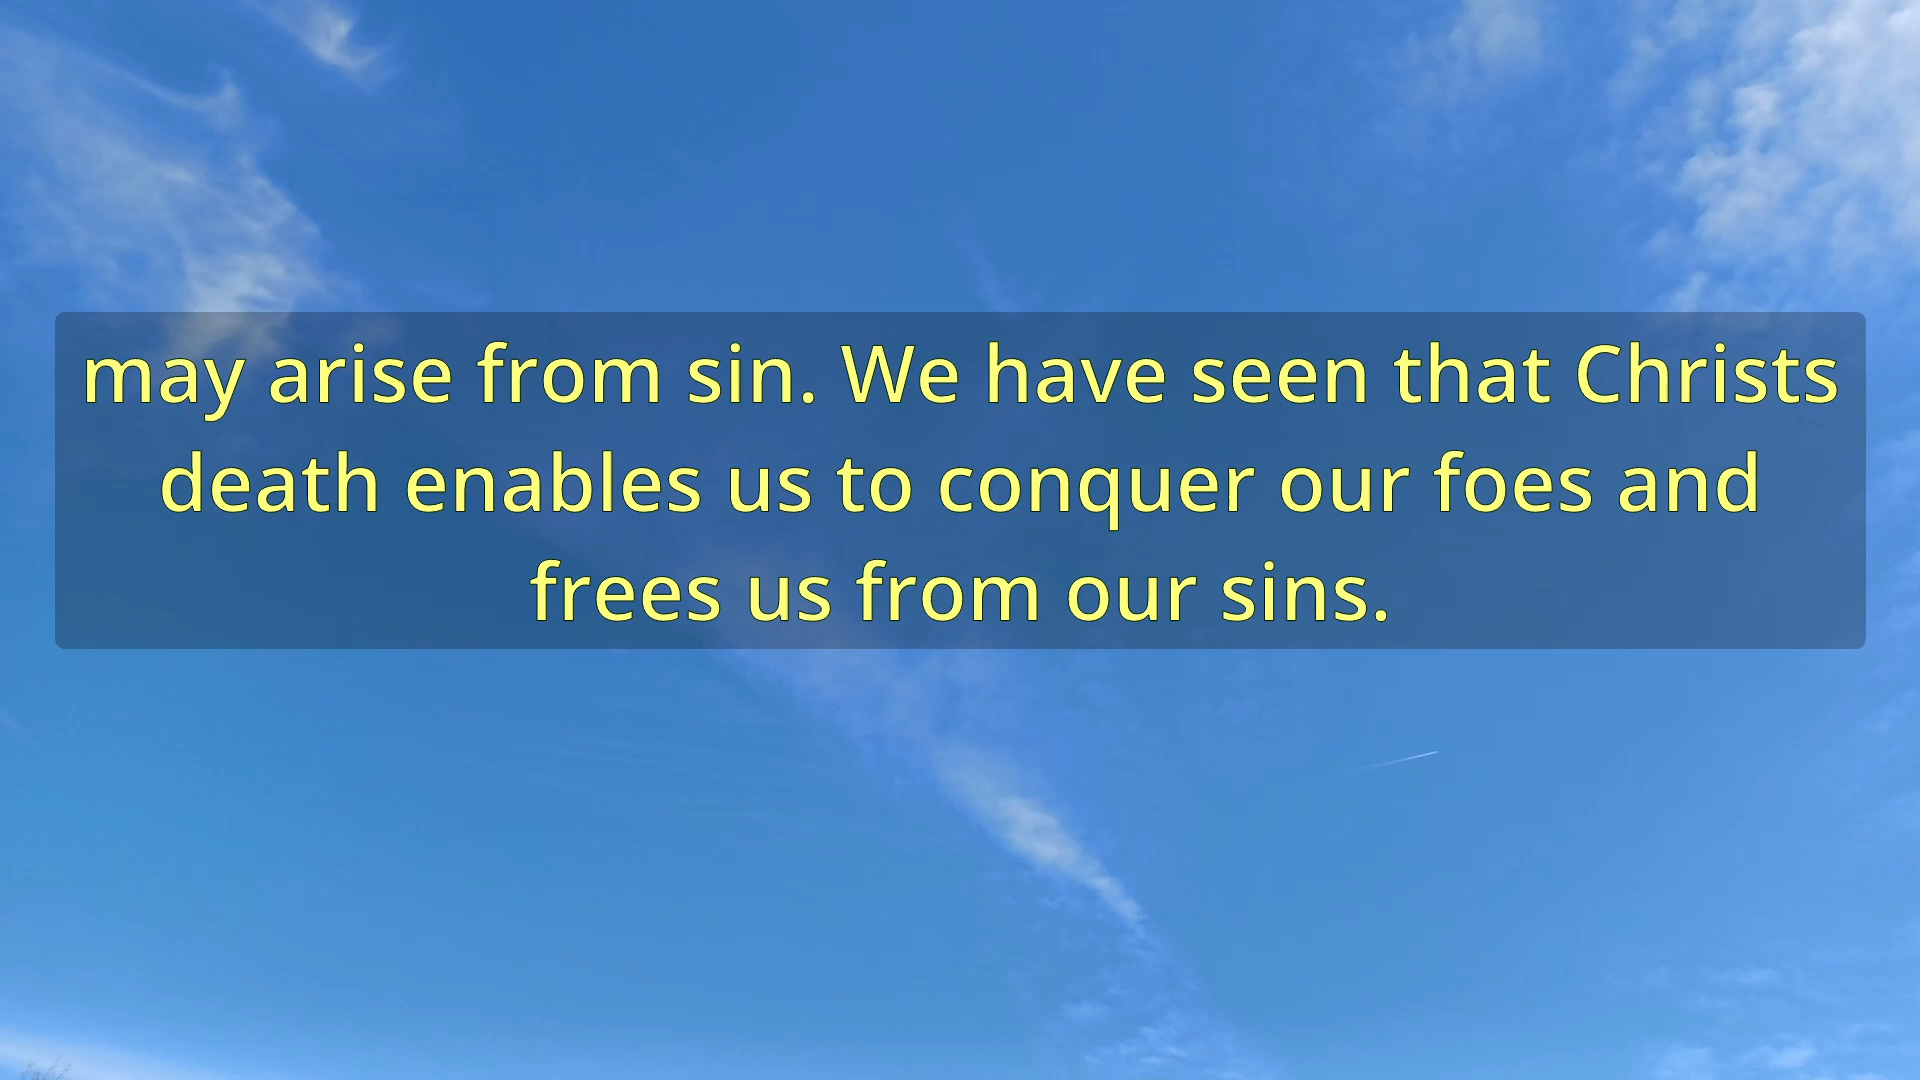 may arise from sin. We have seen that Christs
death enables us to conquer our foes and
frees us from our sins.